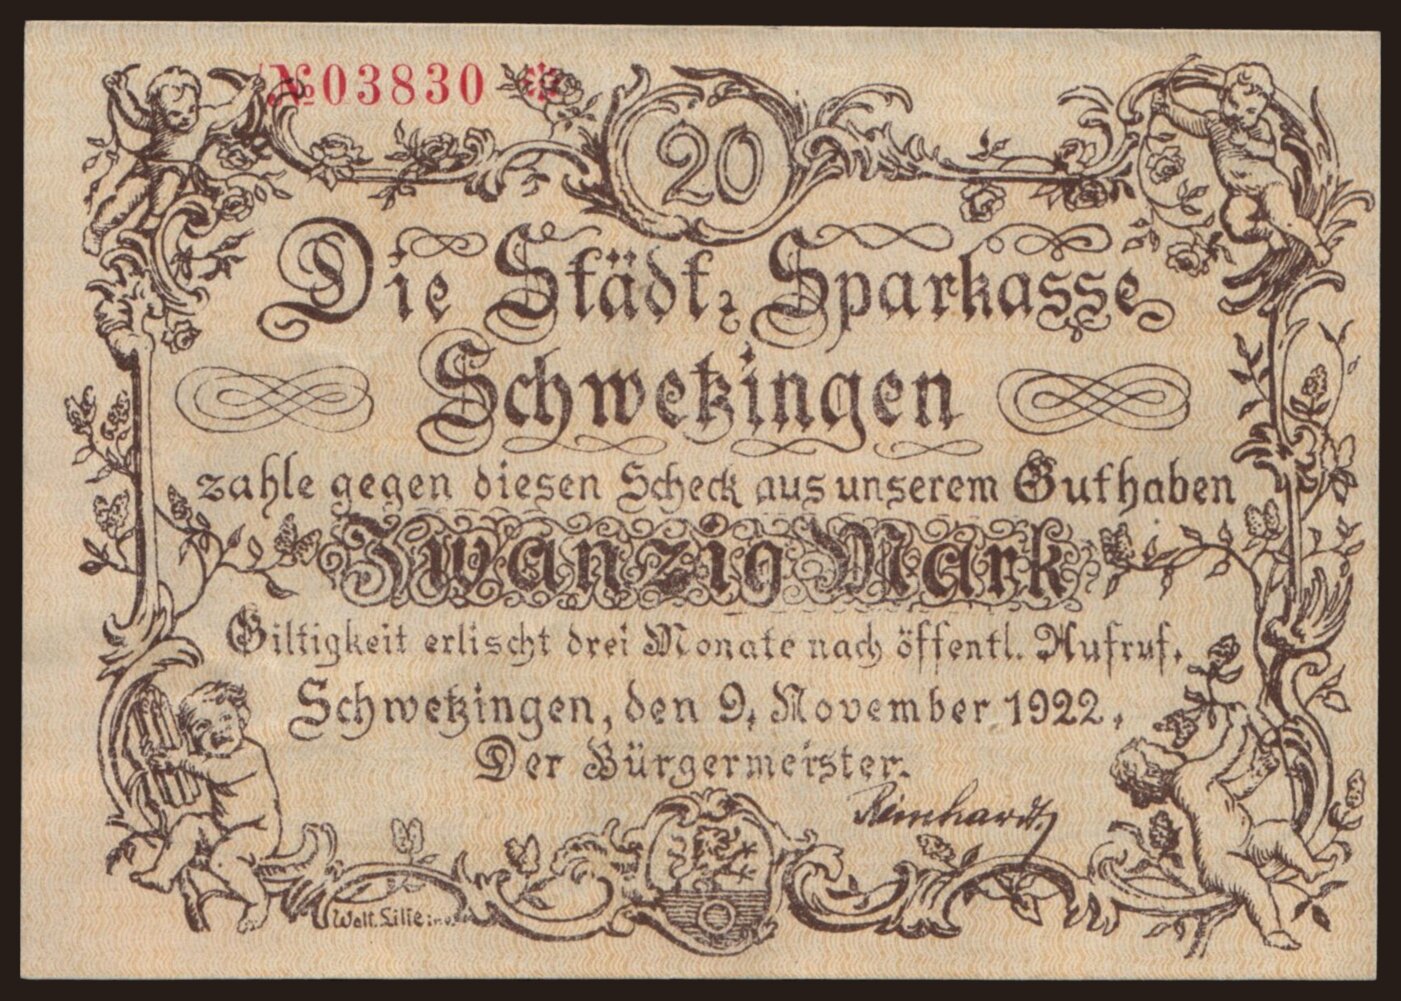 №03830 *
20
Die Städt. Sparkasse
Schwetzingen
zahle gegen diesen Scheck aus unserem Guthaben
Zwanzig Mark
Giltigkeit erlischt drei Monate nach öffentl. Aufruf.
Schwetzingen, den 9. November 1922.
Der Bürgermeister:
Reinhardt
Walt. Lilie